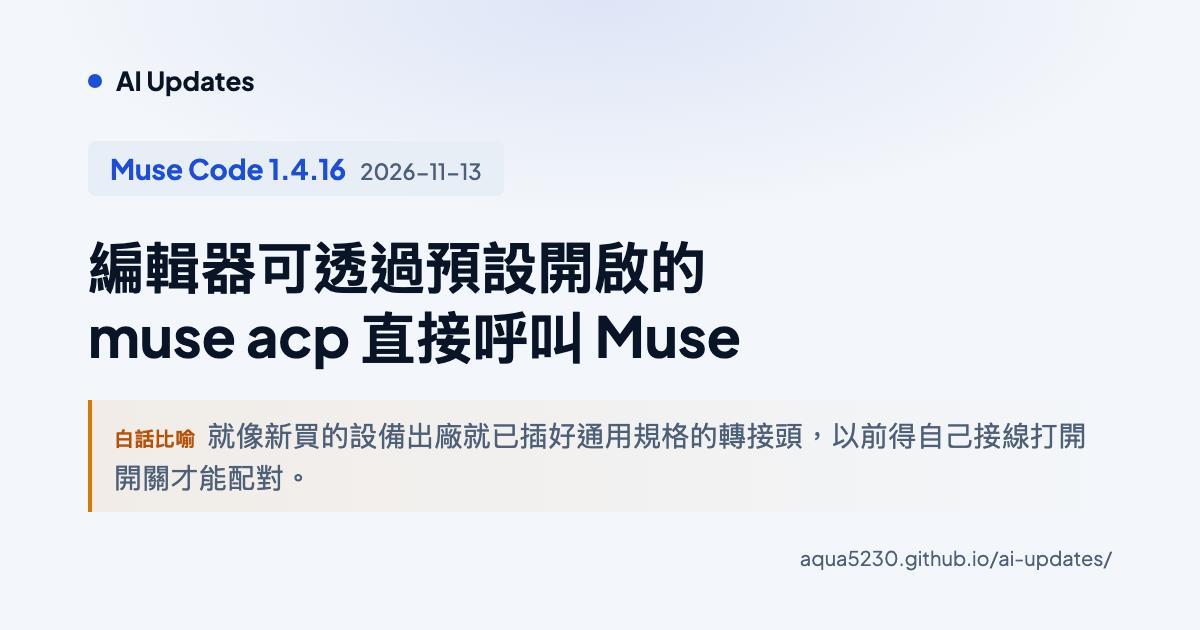 AI Updates
Muse Code 1.4.16 2026-11-13
編輯器可透過預設開啟的
muse acp 直接呼叫 Muse
白話比喻 就像新買的設備出廠就已插好通用規格的轉接頭，以前得自己接線打開
開關才能配對。
aqua5230.github.io/ai-updates/